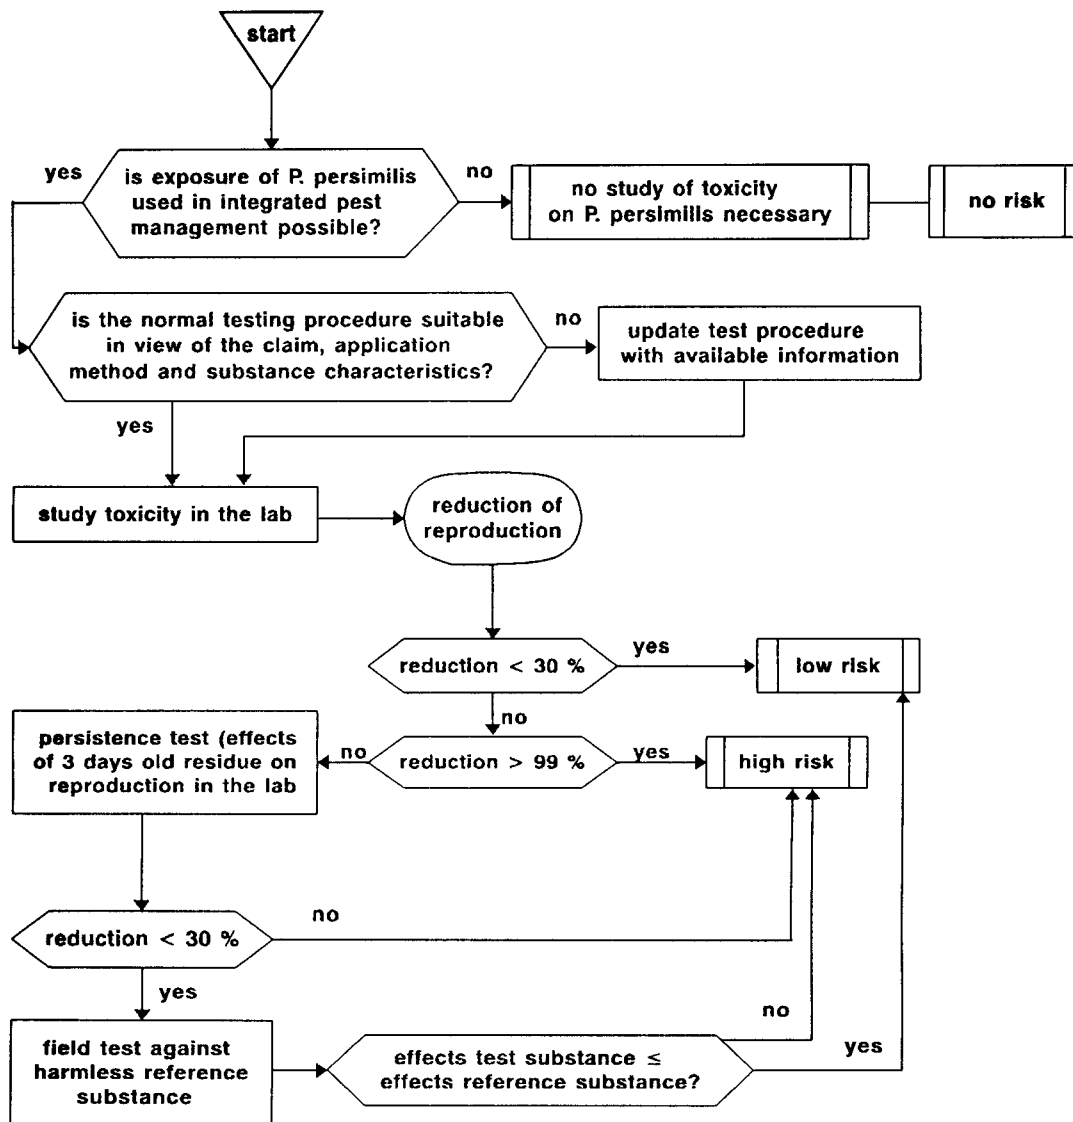 start
yes
is exposure of P. persimilis
used in integrated pest
management possible?
no
no study of toxicity
on P. persimills necessary
no risk
is the normal testing procedure suitable
in view of the claim, application
method and substance characteristics?
no
update test procedure
with available information
yes
study toxicity in the lab
reduction of
reproduction
reduction < 30 %
yes
low risk
no
persistence test (effects
of 3 days old residue on
reproduction in the lab
no
reduction > 99 %
yes
high risk
reduction < 30 %
no
yes
field test against
harmless reference
substance
effects test substance ≤
effects reference substance?
no
yes